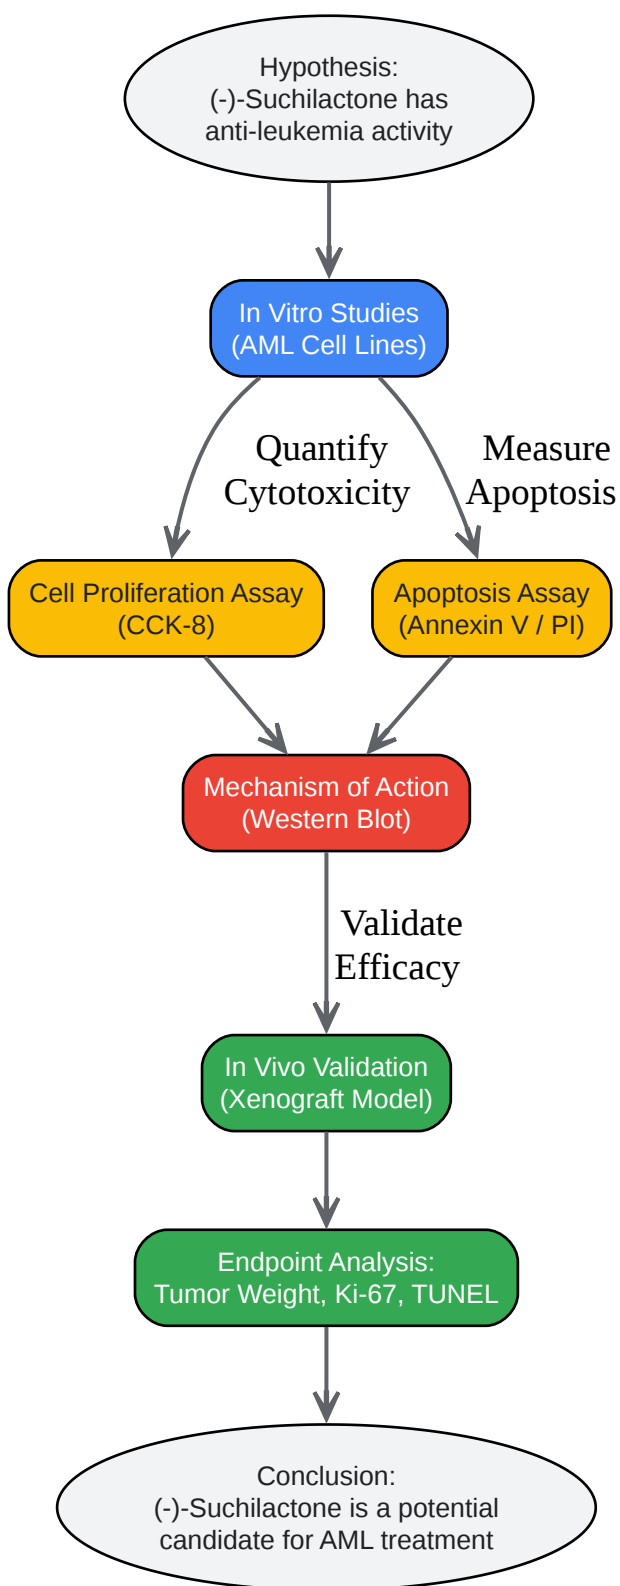 Hypothesis:
(-)-Suchilactone has
anti-leukemia activity
In Vitro Studies
(AML Cell Lines)
Quantify
Cytotoxicity
Measure
Apoptosis
Cell Proliferation Assay
(CCK-8)
Apoptosis Assay
(Annexin V / PI)
Mechanism of Action
(Western Blot)
Validate
Efficacy
In Vivo Validation
(Xenograft Model)
Endpoint Analysis:
Tumor Weight, Ki-67, TUNEL
Conclusion:
(-)-Suchilactone is a potential
candidate for AML treatment